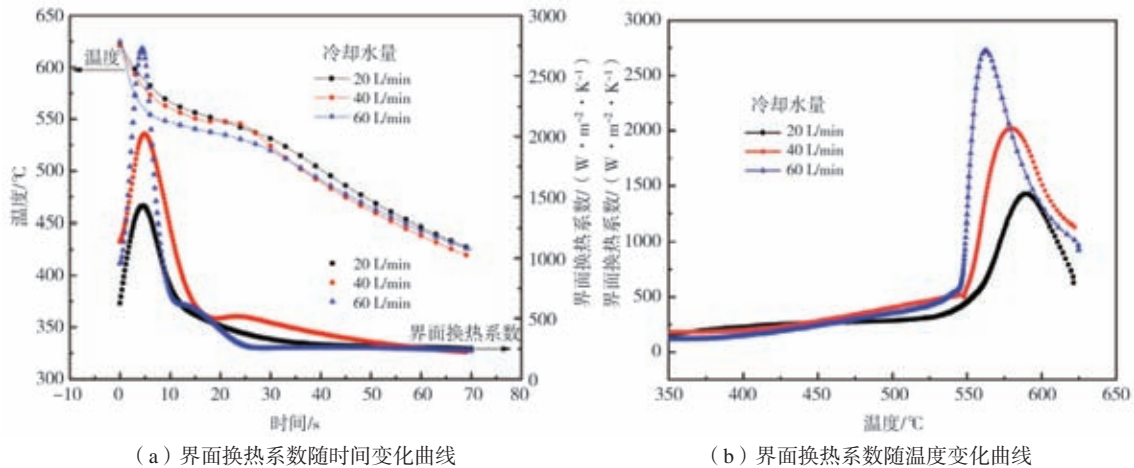 650
600
550
500
450
400
350
300
温度/℃
3000
2500
2000
1500
1000
500
250
0
界面换热系数/（W·m⁻²·K⁻¹）
温度
冷却水量
20 L/min
40 L/min
60 L/min
20 L/min
40 L/min
60 L/min
界面换热系数
-10 0 10 20 30 40 50 60 70 80
时间/s
（a）界面换热系数随时间变化曲线
界面换热系数/（W·m⁻²·K⁻¹）
3000
2500
2000
1500
1000
500
0
冷却水量
20 L/min
40 L/min
60 L/min
350 400 450 500 550 600 650
温度/℃
（b）界面换热系数随温度变化曲线